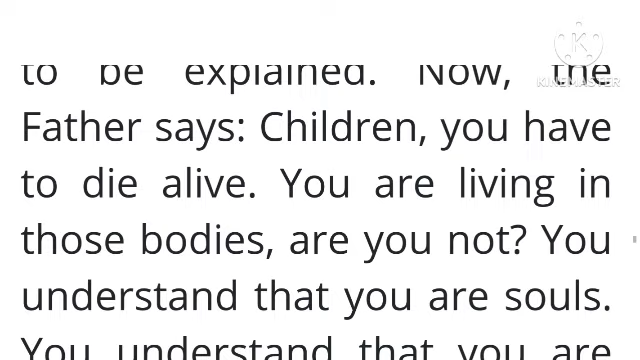 to be explained. Now, the
KINEMASTER
Father says: Children, you have
to die alive. You are living in
those bodies, are you not? You
understand that you are souls.
You understand that you are